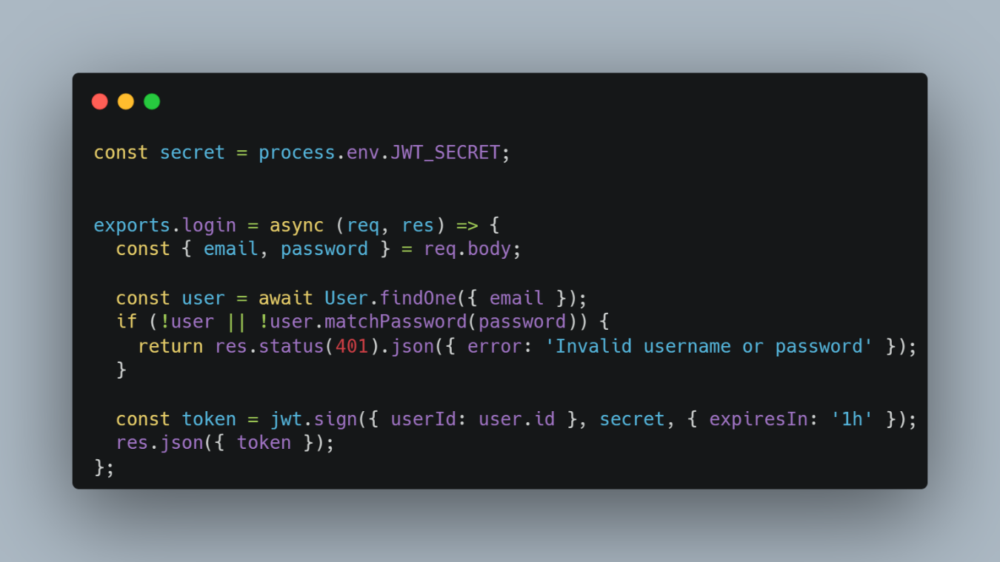 const secret = process.env.JWT_SECRET;
exports.login = async (req, res) => {
const { email, password } = req.body;
const user = await User.findOne({ email });
if (!user || !user.matchPassword(password)) {
return res.status(401).json({ error: 'Invalid username or password' });
}
const token = jwt.sign({ userId: user.id }, secret, { expiresIn: '1h' });
res.json({ token });
};